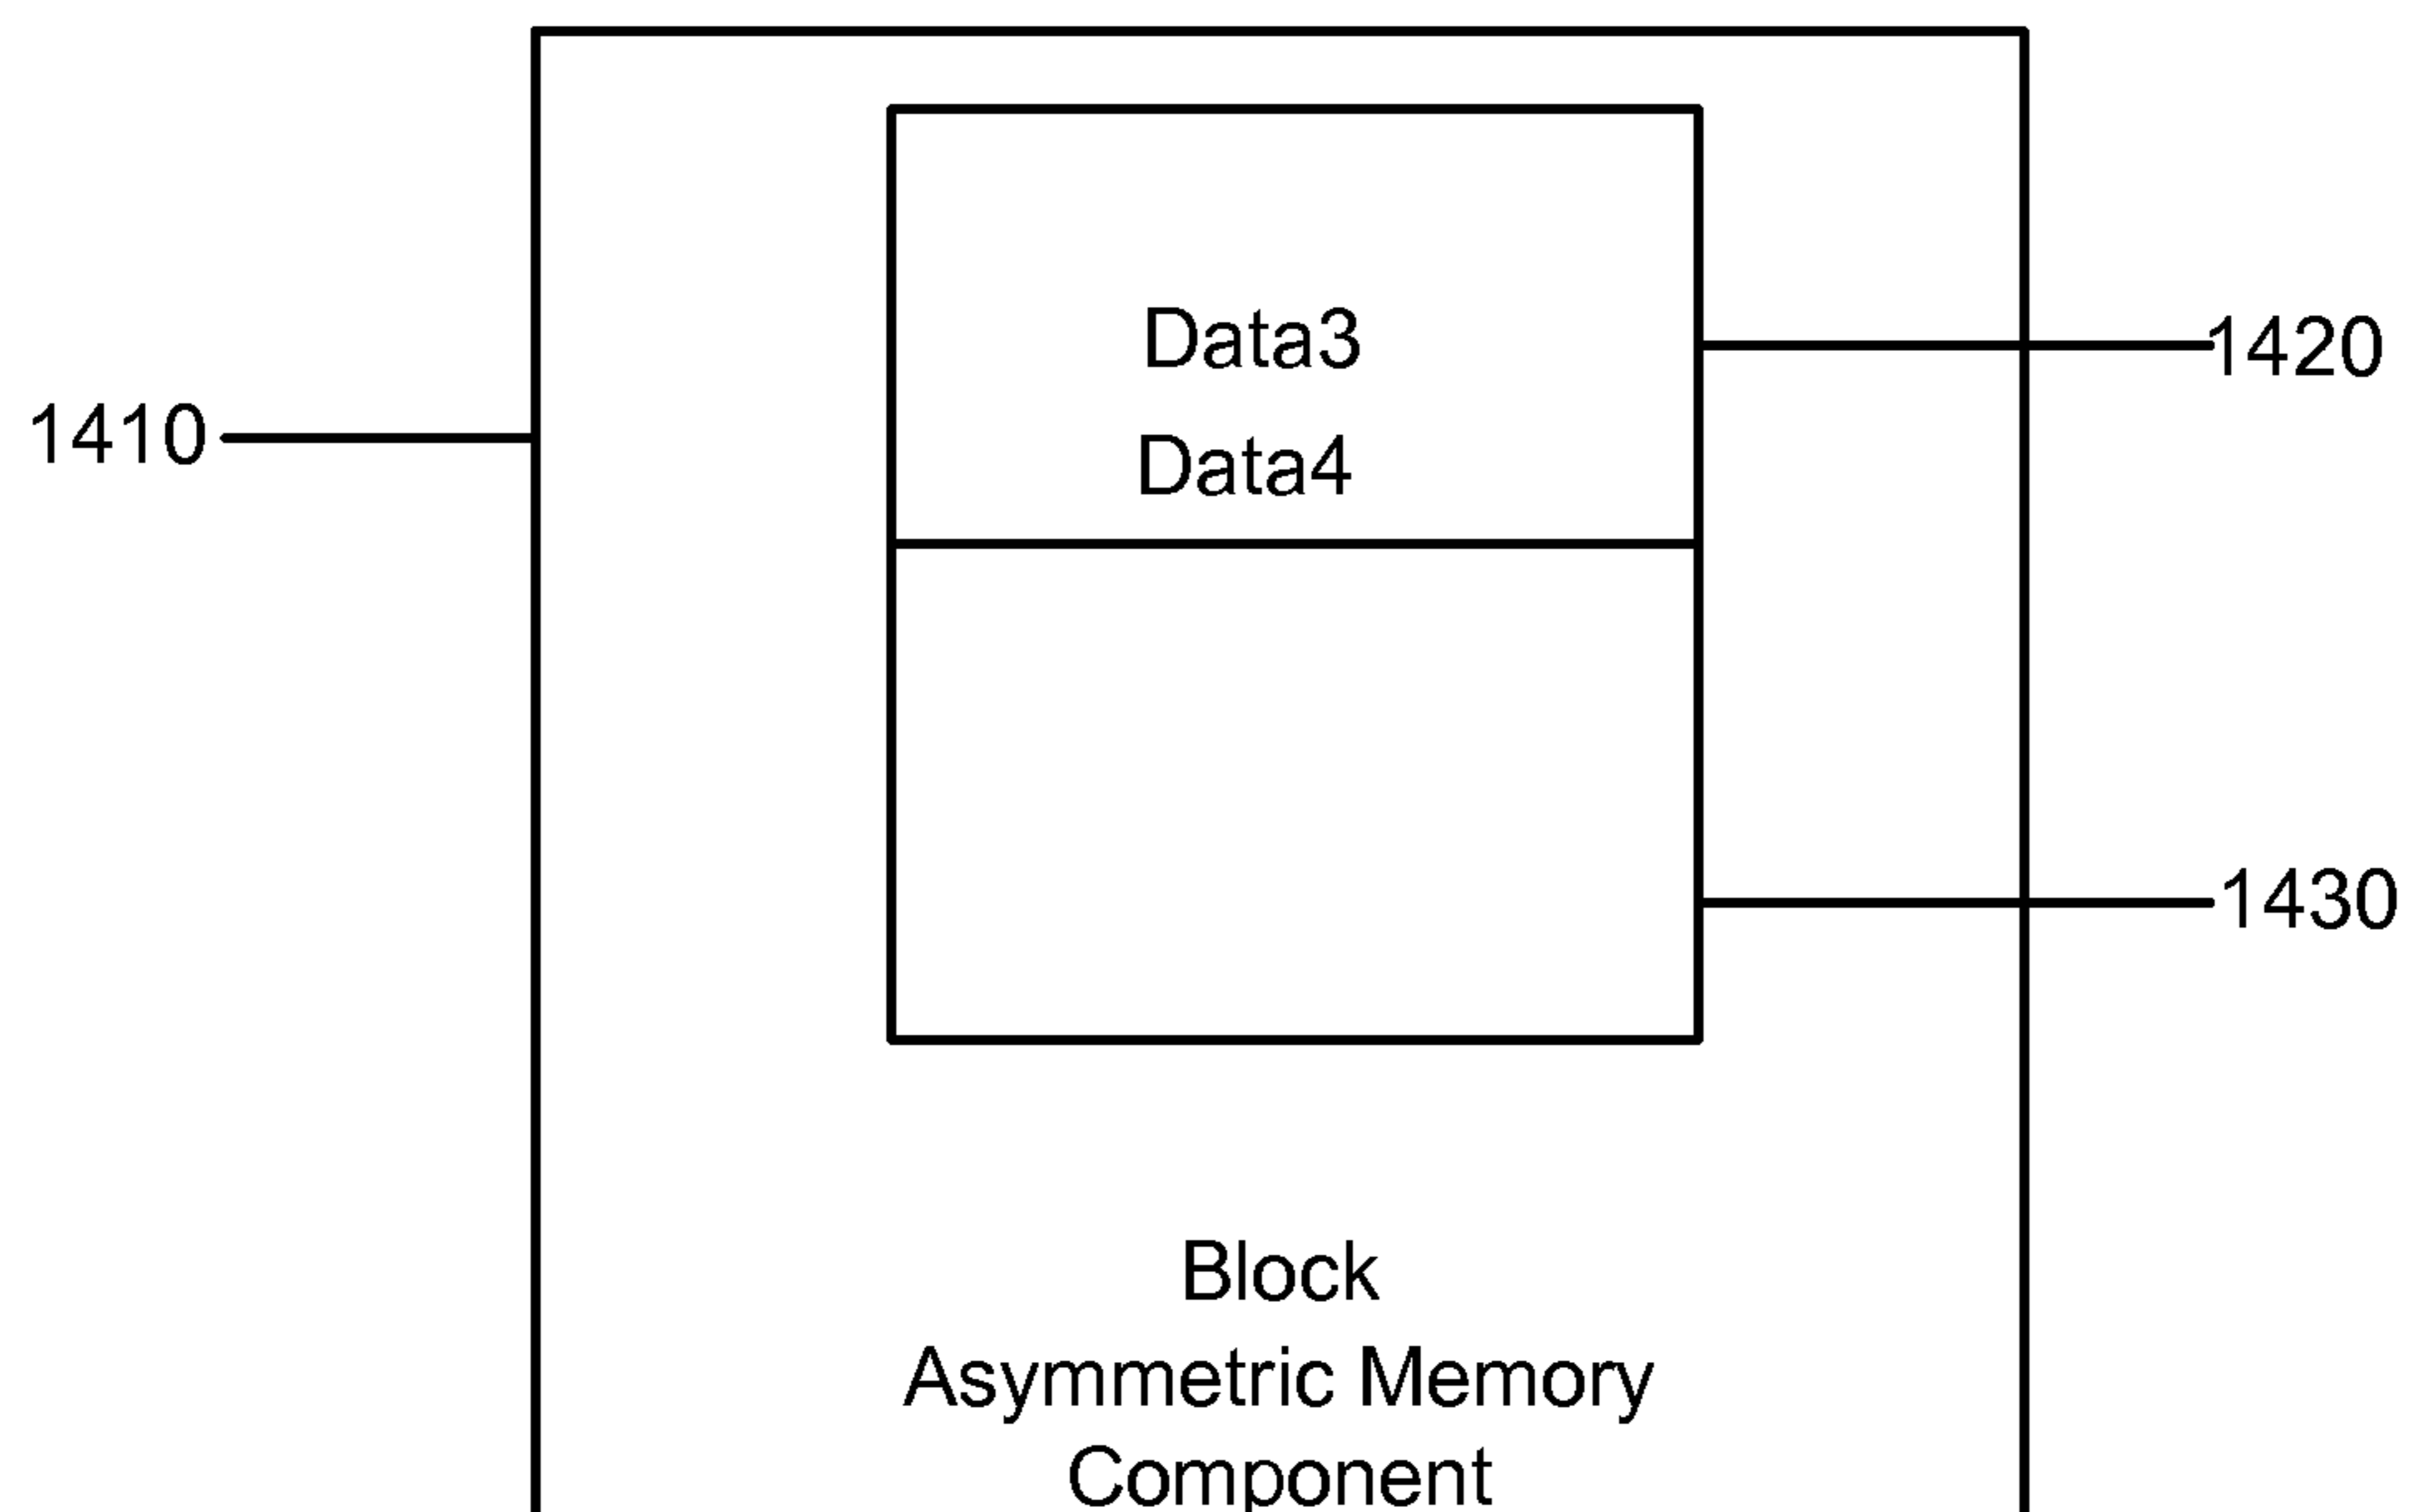 Data3
1420
1410
Data4
1430
Block
Asymmetric Memory
Component